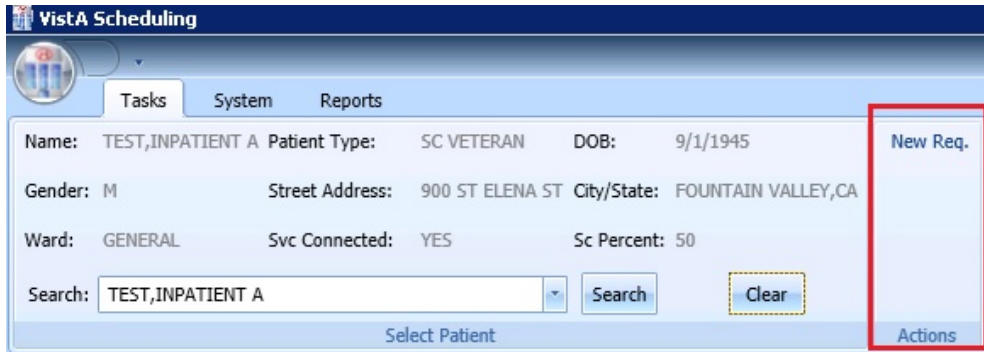 VistA Scheduling
Tasks System Reports
Name: TEST,INPATIENT A Patient Type: SC VETERAN DOB: 9/1/1945 New Req.
Gender: M Street Address: 900 ST ELENA ST City/State: FOUNTAIN VALLEY,CA
Ward: GENERAL Svc Connected: YES Sc Percent: 50
Search: TEST,INPATIENT A Search Clear
Select Patient Actions